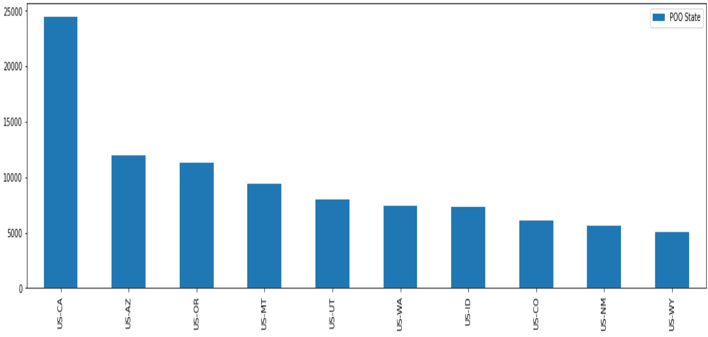 25000
20000
15000
10000
5000
0
POO State
US-CA
US-AZ
US-OR
US-MT
US-UT
US-WA
US-ID
US-CO
US-NM
US-WY